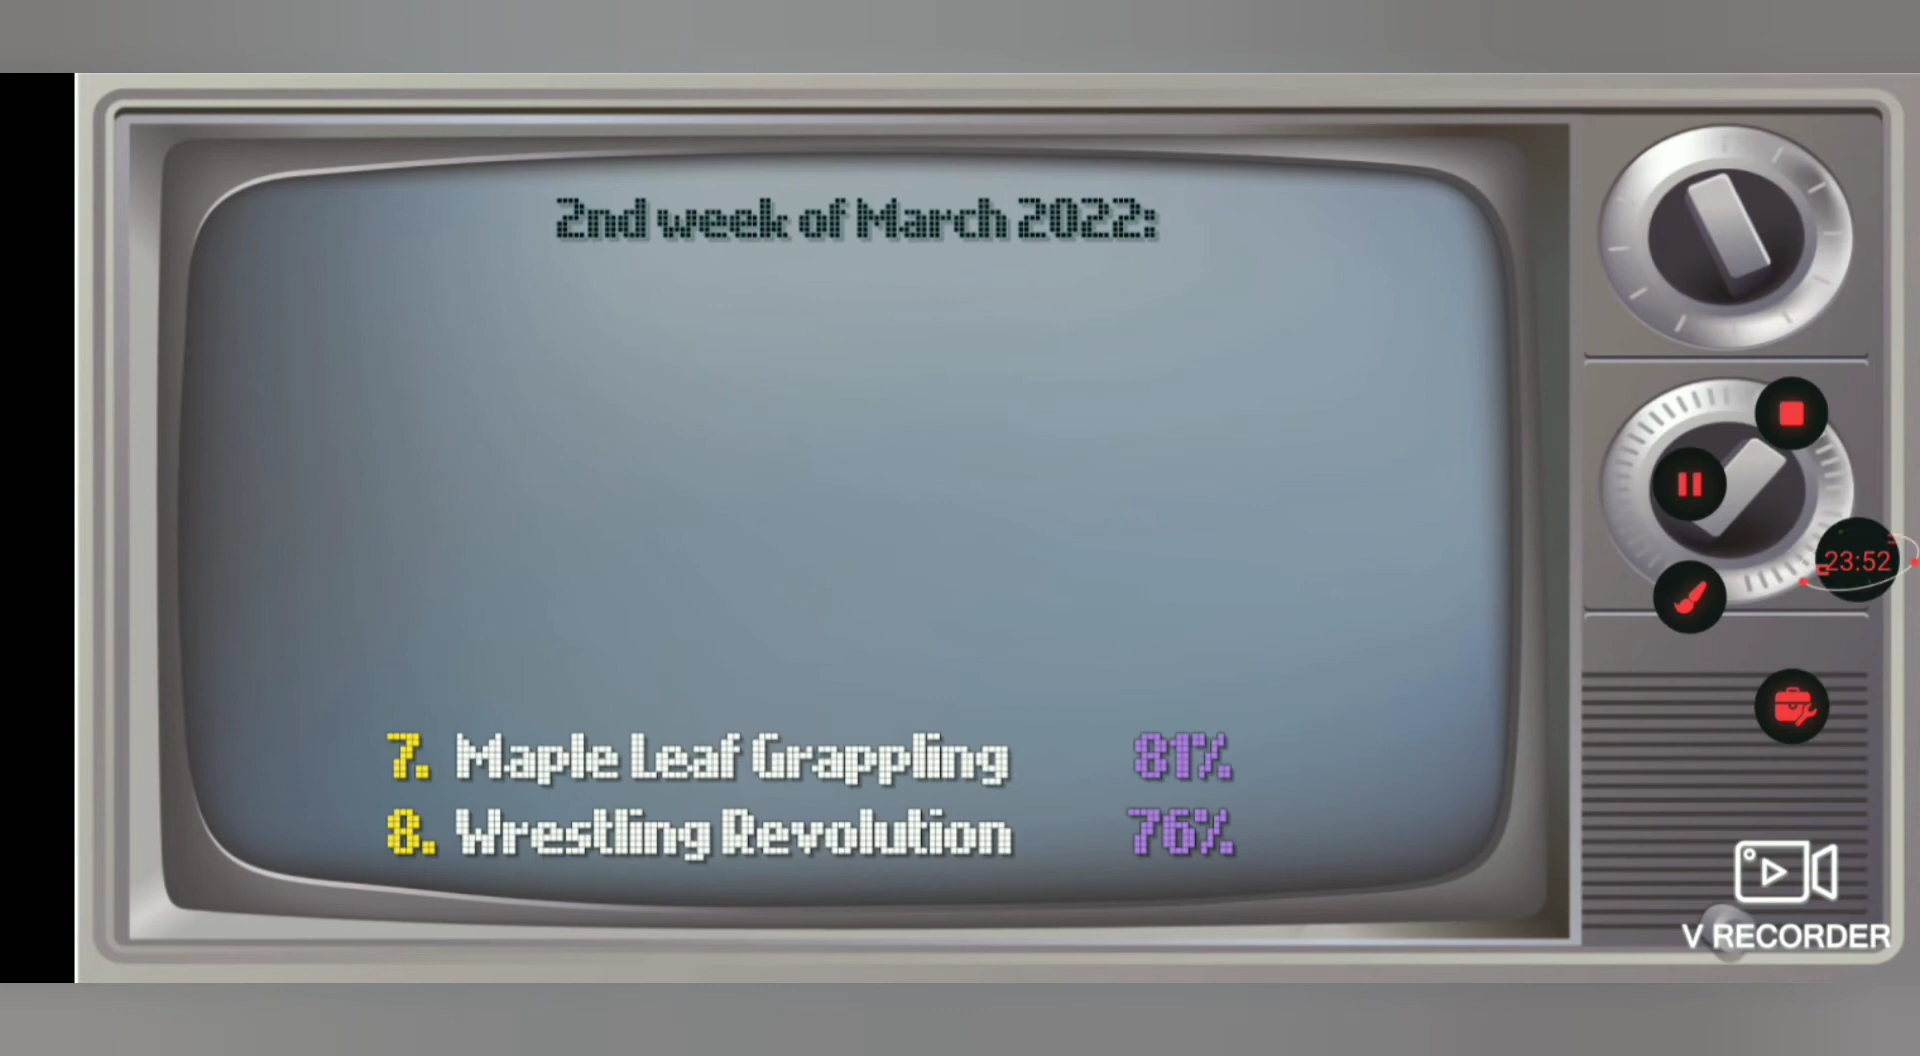 2nd week of March 2022:
7. Maple Leaf Grappling 81%
8. Wrestling Revolution 76%
23:52
V RECORDER